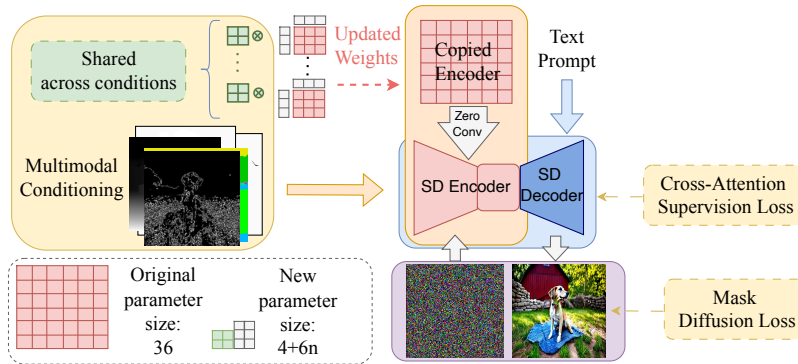 Shared
across conditions
Updated
Weights
Copied
Encoder
Text
Prompt
Zero
Conv
Multimodal
Conditioning
SD Encoder
SD
Decoder
Cross-Attention
Supervision Loss
Original
parameter
size:
36
New
parameter
size:
4+6n
Mask
Diffusion Loss